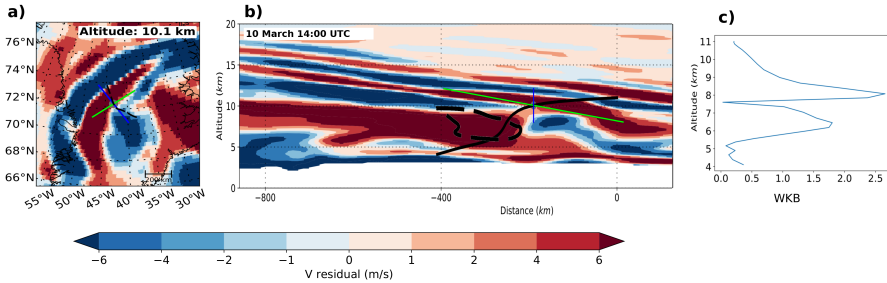 a)
Altitude: 10.1 km
76°N
74°N
72°N
70°N
68°N
66°N
55°W
50°W
45°W
40°W
35°W
30°W
b)
10 March 14:00 UTC
20
15
10
5
0
Altitude (km)
−800
−400
0
Distance (km)
c)
11
10
9
8
7
6
5
4
Altitude (km)
0.0
0.5
1.0
1.5
2.0
2.5
WKB
−6
−4
−2
−1
0
1
2
4
6
V residual (m/s)